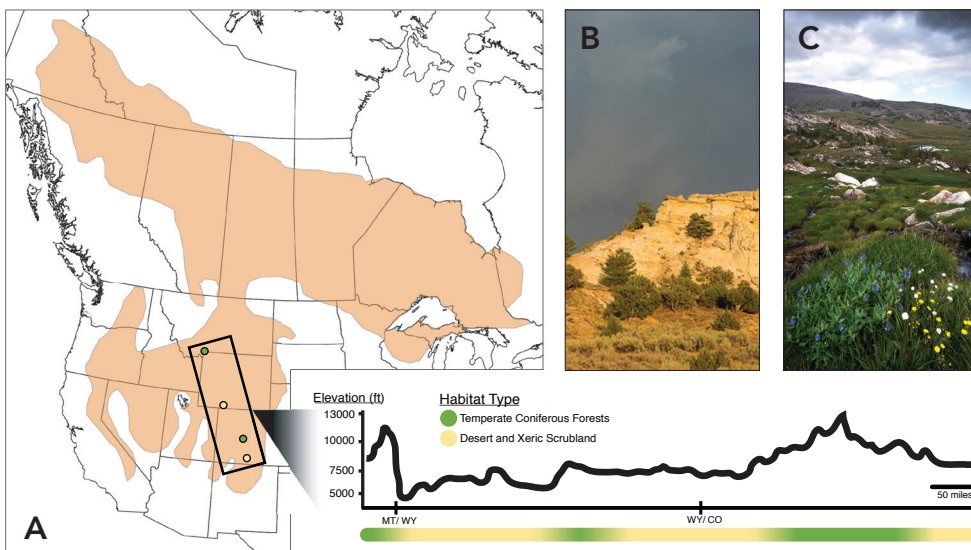 A
B
C
Elevation (ft)
13000
10000
7500
5000
Habitat Type
Temperate Coniferous Forests
Desert and Xeric Scrubland
50 miles
MT/ WY
WY/ CO